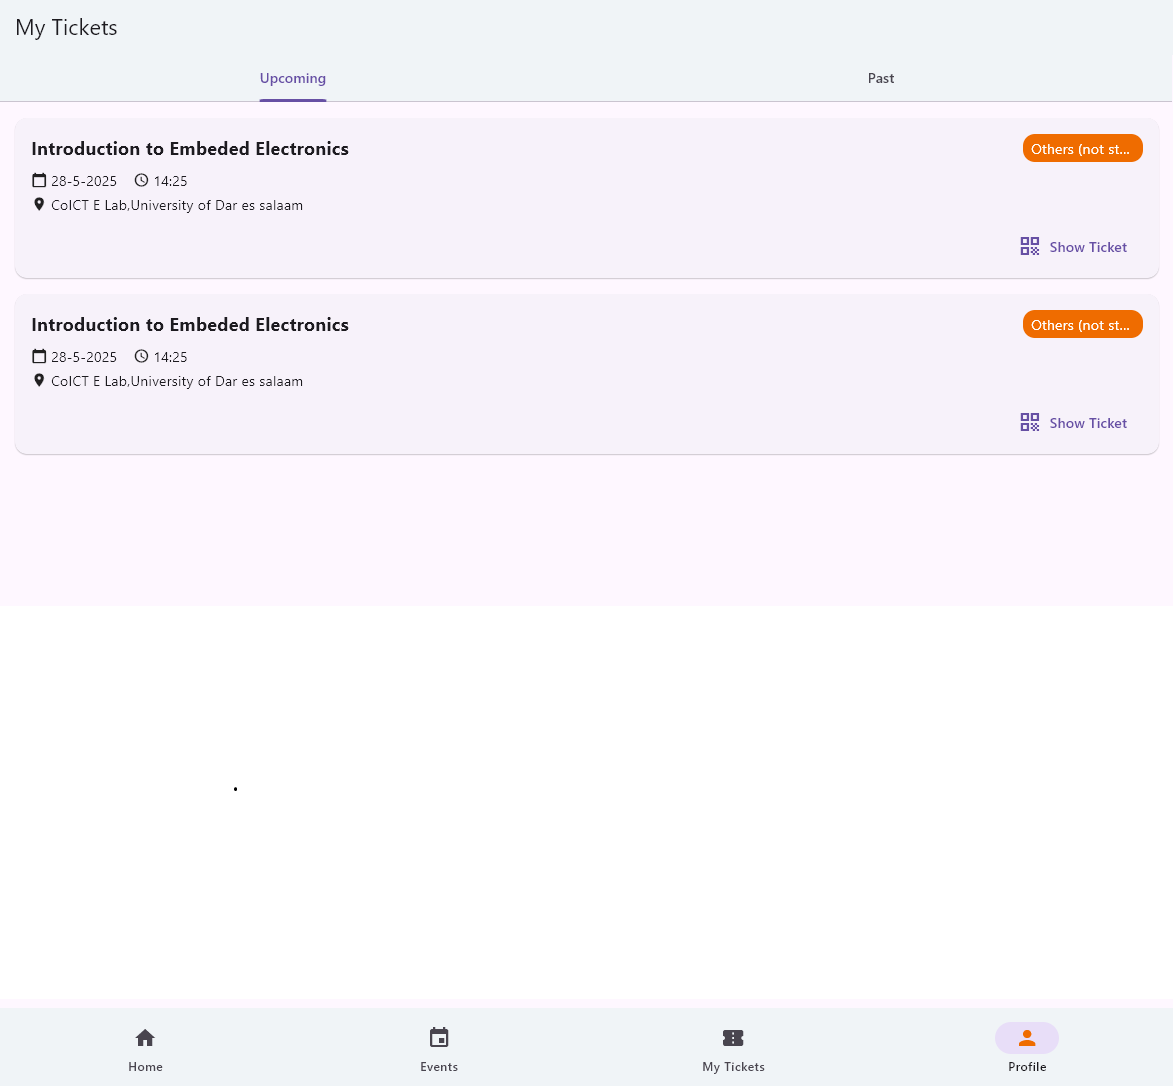 My Tickets
Upcoming Past
Introduction to Embeded Electronics Others (not st...
28-5-2025 14:25
CoICT E Lab,University of Dar es salaam
Show Ticket
Introduction to Embeded Electronics Others (not st...
28-5-2025 14:25
CoICT E Lab,University of Dar es salaam
Show Ticket
Home Events My Tickets Profile